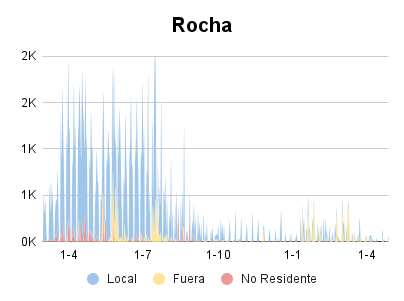 Rocha
2K
2K
1K
1K
0K
1-4 1-7 1-10 1-1 1-4
Local Fuera No Residente